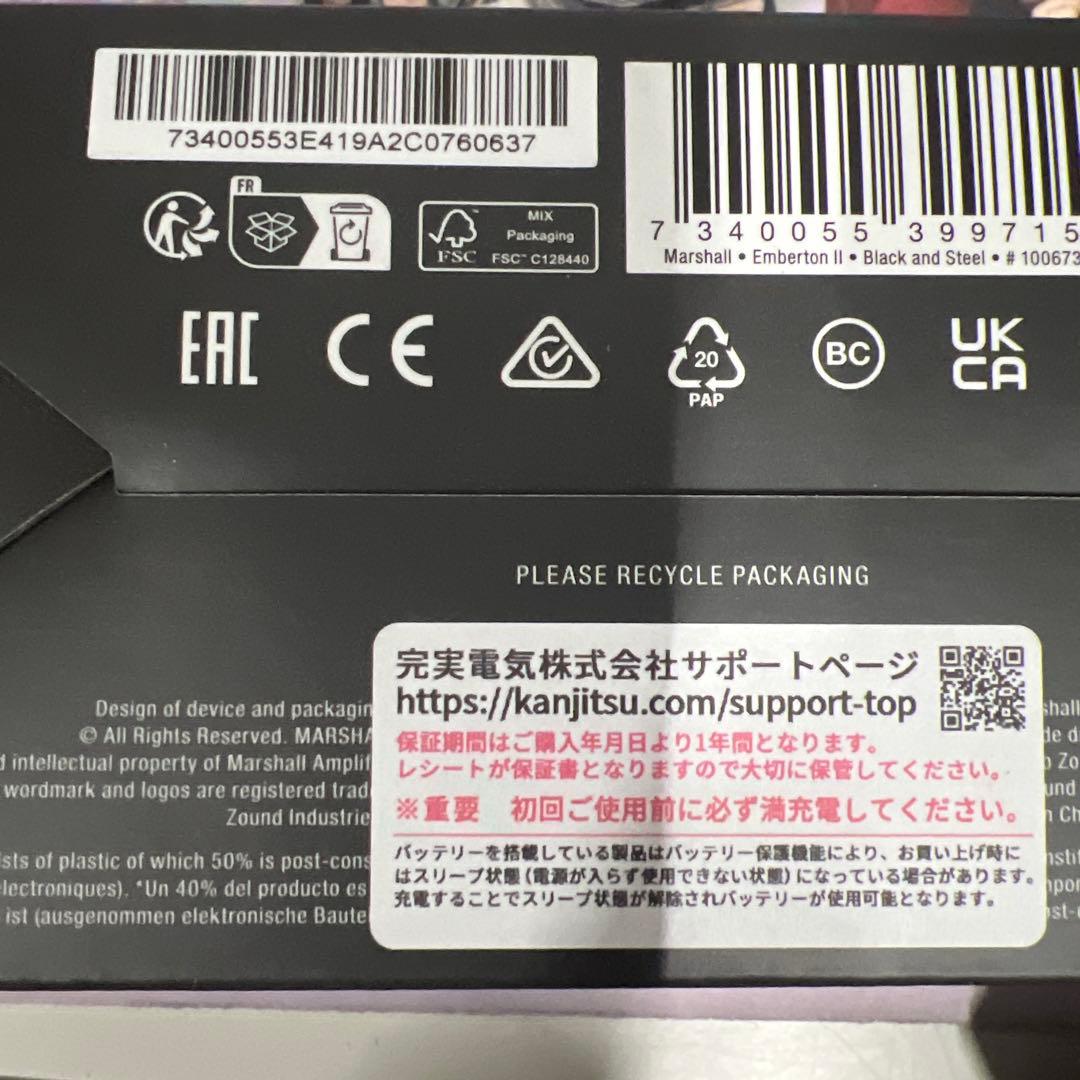 73400553E419A2C0760637
7 340055 399715
Marshall • Emberton II • Black and Steel • # 100673
FR
MIX
Packaging
FSC™ C128440
FSC
EAC
CE
20
PAP
BC
UK
CA
PLEASE RECYCLE PACKAGING
Design of device and
© All Rights Reserved.
intellectual property of Marshall
wordmark and logos are registered
Zound Industrie
of plastic of which 50% is
*Un 40% del producto es
ist (ausgenommen elektronische
完実電気株式会社サポートページ
https://kanjitsu.com/support-top
保証期間はご購入年月日より1年間となります。
レシートが保証書となりますので大切に保管してください。
※重要 初回ご使用前に必ず満充電してください。
バッテリーを搭載している製品はバッテリー保護機能により、お買い上げ時に
はスリープ状態(電源が入らず使用できない状態)になっている場合があります。
充電することでスリープ状態が解除されバッテリーが使用可能となります。